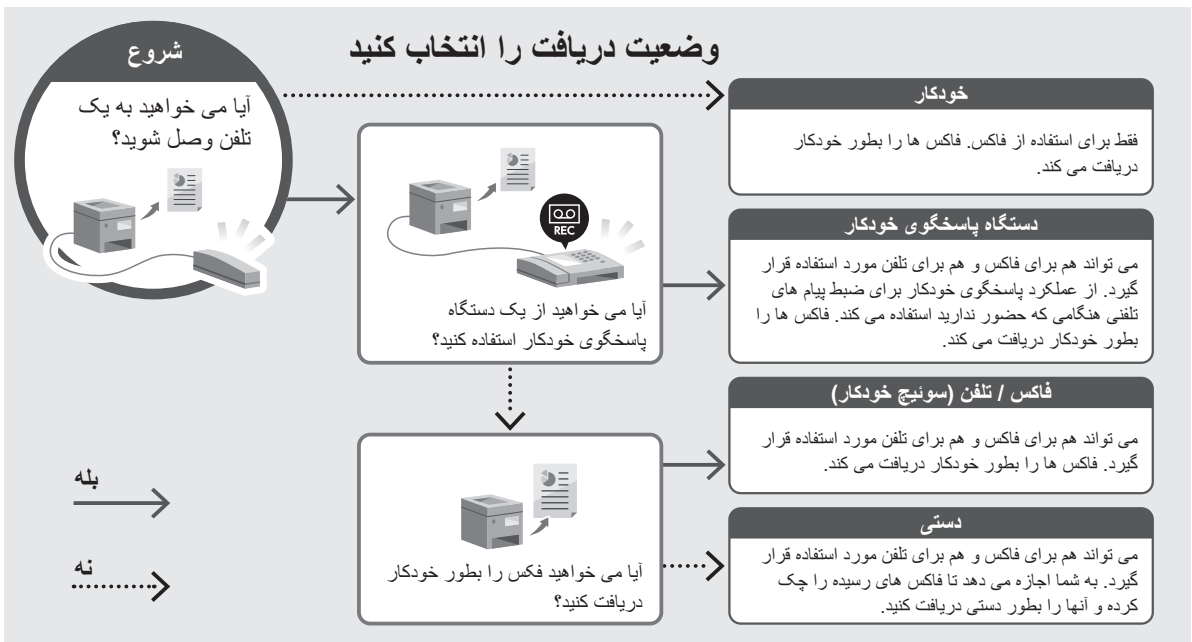 وضعیت دریافت را انتخاب کنید
شروع
آیا می خواهید به یک
تلفن وصل شوید؟
خودکار
فقط برای استفاده از فاکس. فاکس ها را بطور خودکار
دریافت می کند.
REC
آیا می خواهید از یک دستگاه
پاسخگوی خودکار استفاده کنید؟
دستگاه پاسخگوی خودکار
می تواند هم برای فاکس و هم برای تلفن مورد استفاده قرار
گیرد. از عملکرد پاسخگوی خودکار برای ضبط پیام های
تلفنی هنگامی که حضور ندارید استفاده می کند. فاکس ها را
بطور خودکار دریافت می کند.
فاکس / تلفن (سوئیچ خودکار)
می تواند هم برای فاکس و هم برای تلفن مورد استفاده قرار
گیرد. فاکس ها را بطور خودکار دریافت می کند.
آیا می خواهید فکس را بطور خودکار
دریافت کنید؟
دستی
می تواند هم برای فاکس و هم برای تلفن مورد استفاده قرار
گیرد. به شما اجازه می دهد تا فاکس های رسیده را چک
کرده و آنها را بطور دستی دریافت کنید.
بله
نه